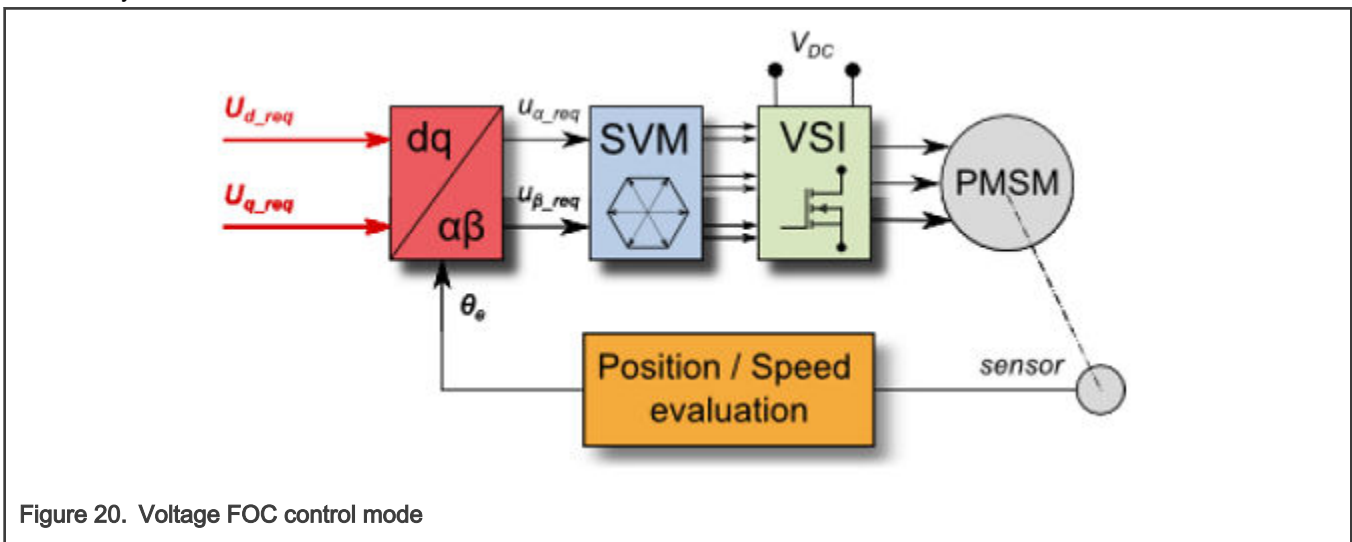 V_DC
U_d_req
dq
u_α_req
SVM
VSI
PMSM
U_q_req
αβ
u_β_req
θ_e
Position / Speed
evaluation
sensor
Figure 20. Voltage FOC control mode